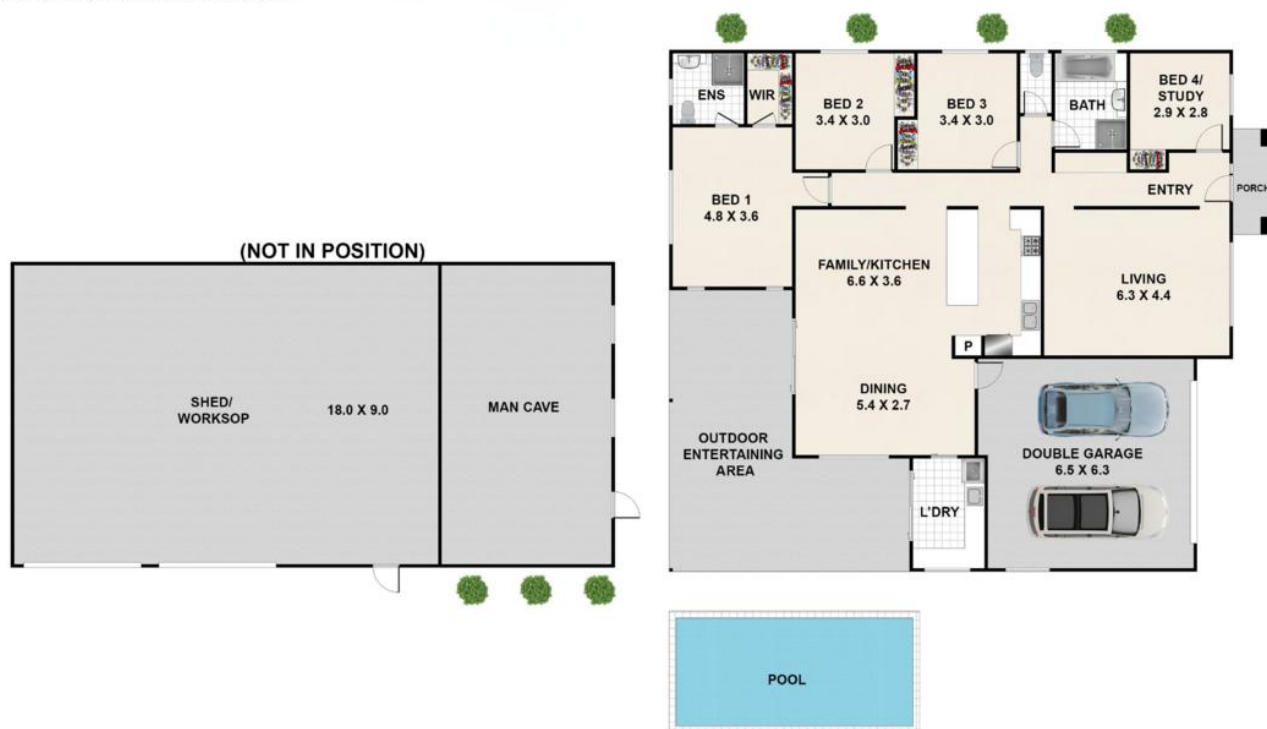 ENS
WIR
BED 2
3.4 X 3.0
BED 3
3.4 X 3.0
BATH
BED 4/
STUDY
2.9 X 2.8
BED 1
4.8 X 3.6
ENTRY
PORCH
(NOT IN POSITION)
FAMILY/KITCHEN
6.6 X 3.6
LIVING
6.3 X 4.4
P
SHED/
WORKSOP
18.0 X 9.0
MAN CAVE
DINING
5.4 X 2.7
OUTDOOR
ENTERTAINING
AREA
DOUBLE GARAGE
6.5 X 6.3
L'DRY
POOL